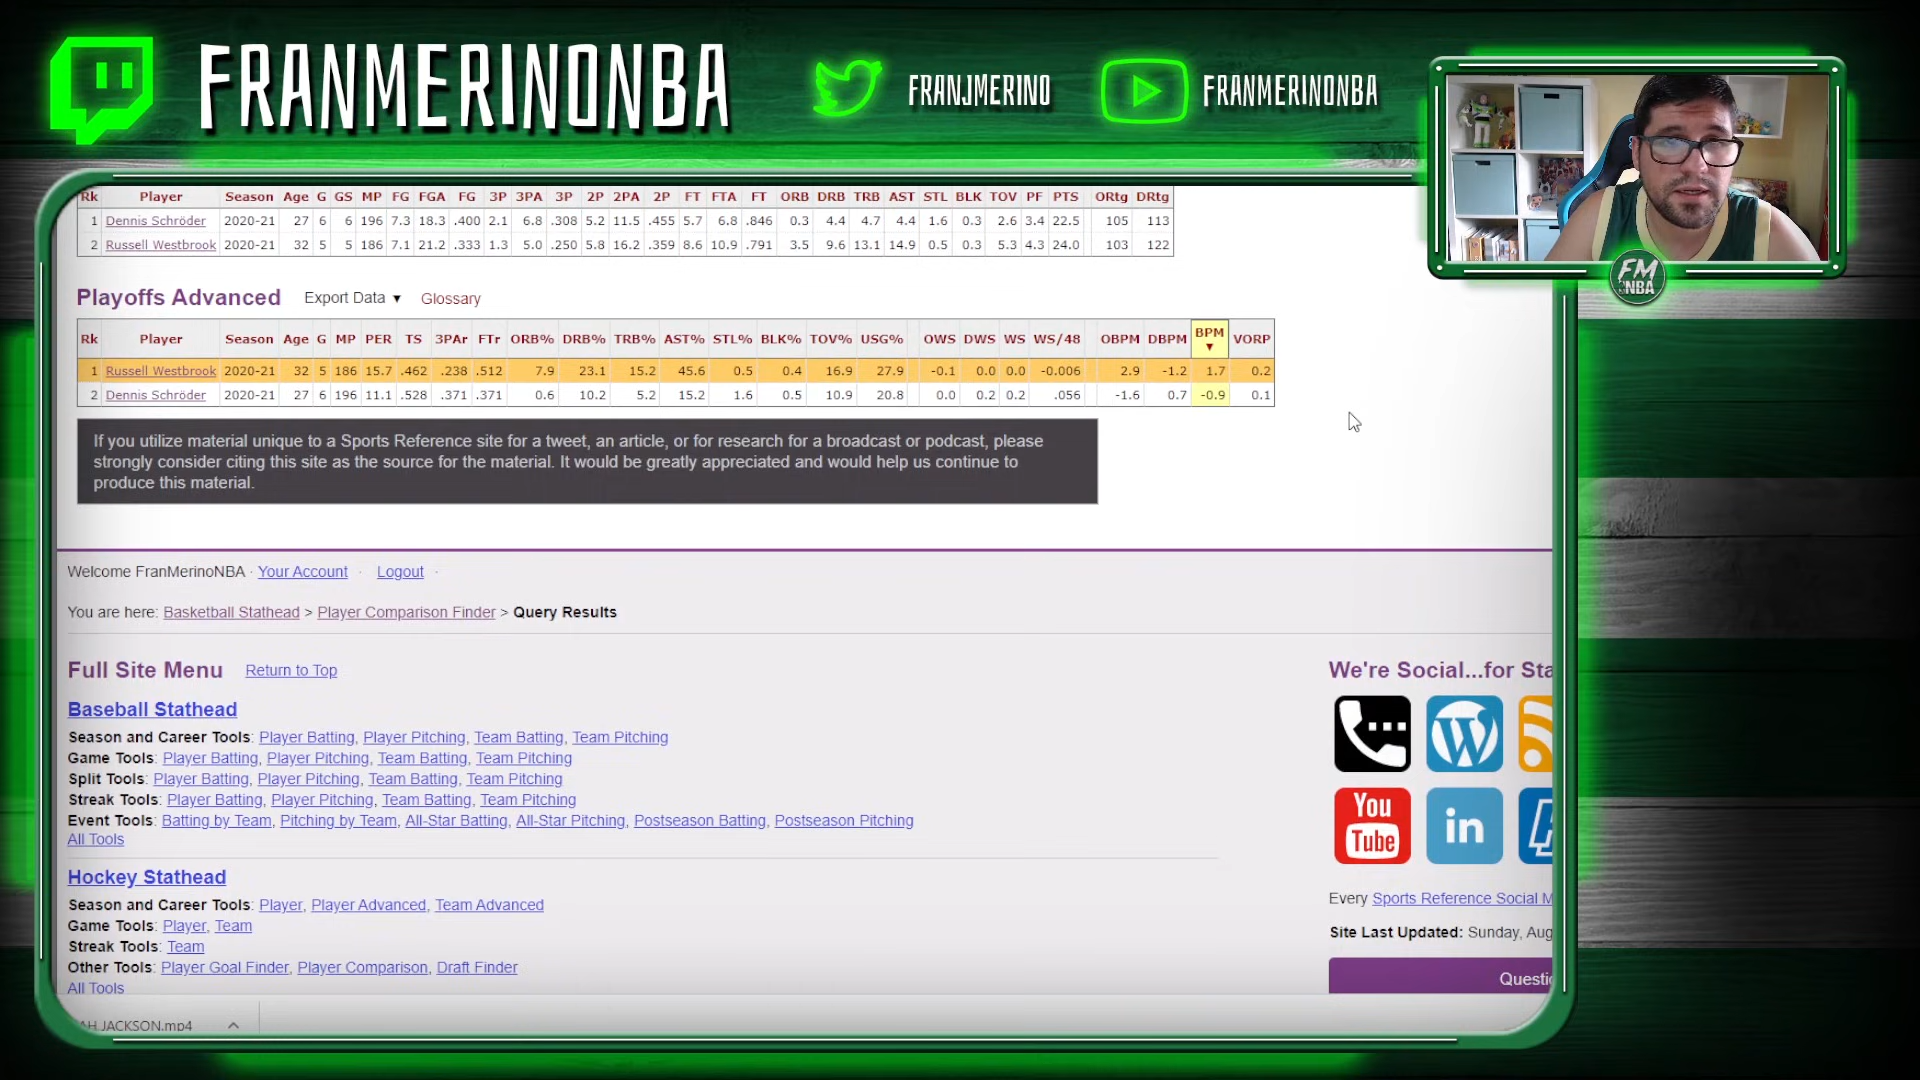 FRANMERINONBA
FRANJMERINO
FRANMERINONBA
FM
NBA
Rk Player Season Age G GS MP FG FGA FG 3P 3PA 3P 2P 2PA 2P FT FTA FT ORB DRB TRB AST STL BLK TOV PF PTS ORtg DRtg
1 Dennis Schröder 2020-21 27 6 6 196 7.3 18.3 .400 2.1 6.8 .308 5.2 11.5 .455 5.7 6.8 .846 0.3 4.4 4.7 4.4 1.6 0.3 2.6 3.4 22.5 105 113
2 Russell Westbrook 2020-21 32 5 5 186 7.1 21.2 .333 1.3 5.0 .250 5.8 16.2 .359 8.6 10.9 .791 3.5 9.6 13.1 14.9 0.5 0.3 5.3 4.3 24.0 103 122
Playoffs Advanced Export Data ▼ Glossary
Rk Player Season Age G MP PER TS 3PAr FTr ORB% DRB% TRB% AST% STL% BLK% TOV% USG% OWS DWS WS WS/48 OBPM DBPM BPM ▼ VORP
1 Russell Westbrook 2020-21 32 5 186 15.7 .462 .238 .512 7.9 23.1 15.2 45.6 0.5 0.4 16.9 27.9 -0.1 0.0 0.0 -0.006 2.9 -1.2 1.7 0.2
2 Dennis Schröder 2020-21 27 6 196 11.1 .528 .371 .371 0.6 10.2 5.2 15.2 1.6 0.5 10.9 20.8 0.0 0.2 0.2 .056 -1.6 0.7 -0.9 0.1
If you utilize material unique to a Sports Reference site for a tweet, an article, or for research for a broadcast or podcast, please
strongly consider citing this site as the source for the material. It would be greatly appreciated and would help us continue to
produce this material.
Welcome FranMerinoNBA · Your Account · Logout ·
You are here: Basketball Stathead > Player Comparison Finder > Query Results
Full Site Menu Return to Top
Baseball Stathead
Season and Career Tools: Player Batting, Player Pitching, Team Batting, Team Pitching
Game Tools: Player Batting, Player Pitching, Team Batting, Team Pitching
Split Tools: Player Batting, Player Pitching, Team Batting, Team Pitching
Streak Tools: Player Batting, Player Pitching, Team Batting, Team Pitching
Event Tools: Batting by Team, Pitching by Team, All-Star Batting, All-Star Pitching, Postseason Batting, Postseason Pitching
All Tools
Hockey Stathead
Season and Career Tools: Player, Player Advanced, Team Advanced
Game Tools: Player, Team
Streak Tools: Team
Other Tools: Player Goal Finder, Player Comparison, Draft Finder
All Tools
We're Social...for Sta
You
Tube
in
Every Sports Reference Social M
Site Last Updated: Sunday, Aug
Questi
AH JACKSON.mp4